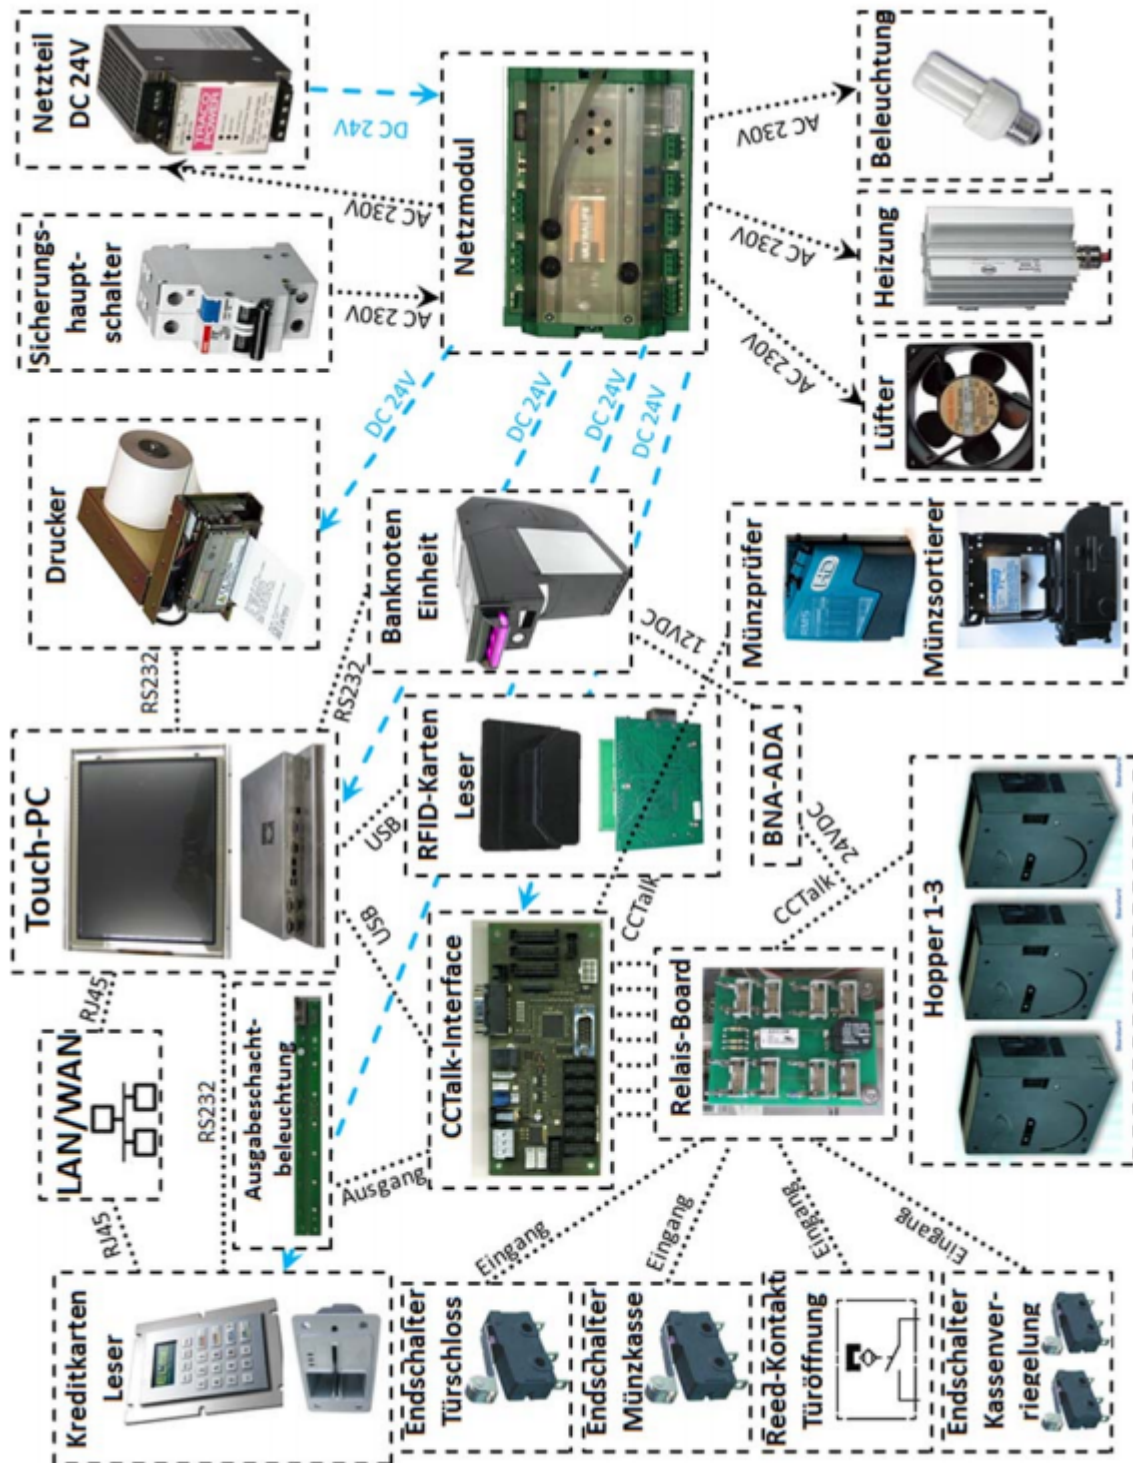 Kreditkarten
Leser
RJ45
LAN/WAN
RJ45
RS232
Touch-PC
RS232
Drucker
DC 24V
Sicherungs-
haupt-
schalter
AC 230V
AC 230V
Netzteil
DC 24V
TRACO
POWER
DC 24V
Ausgabeschacht-
beleuchtung
Ausgang
USB
USB
RS232
Banknoten
Einheit
DC 24V
DC 24V
DC 24V
Netzmodul
Endschalter
Türschloss
Eingang
CCTalk-Interface
RFID-Karten
Leser
12VDC
CCTalk
Endschalter
Münzkasse
Eingang
Relais-Board
BNA-ADA
24VDC
CCTalk
Münzprüfer
Münzsortierer
AC 230V
AC 230V
AC 230V
Reed-Kontakt
Türöffnung
Eingang
Endschalter
Kassenver-
riegelung
Eingang
Hopper 1-3
Lüfter
Heizung
Beleuchtung